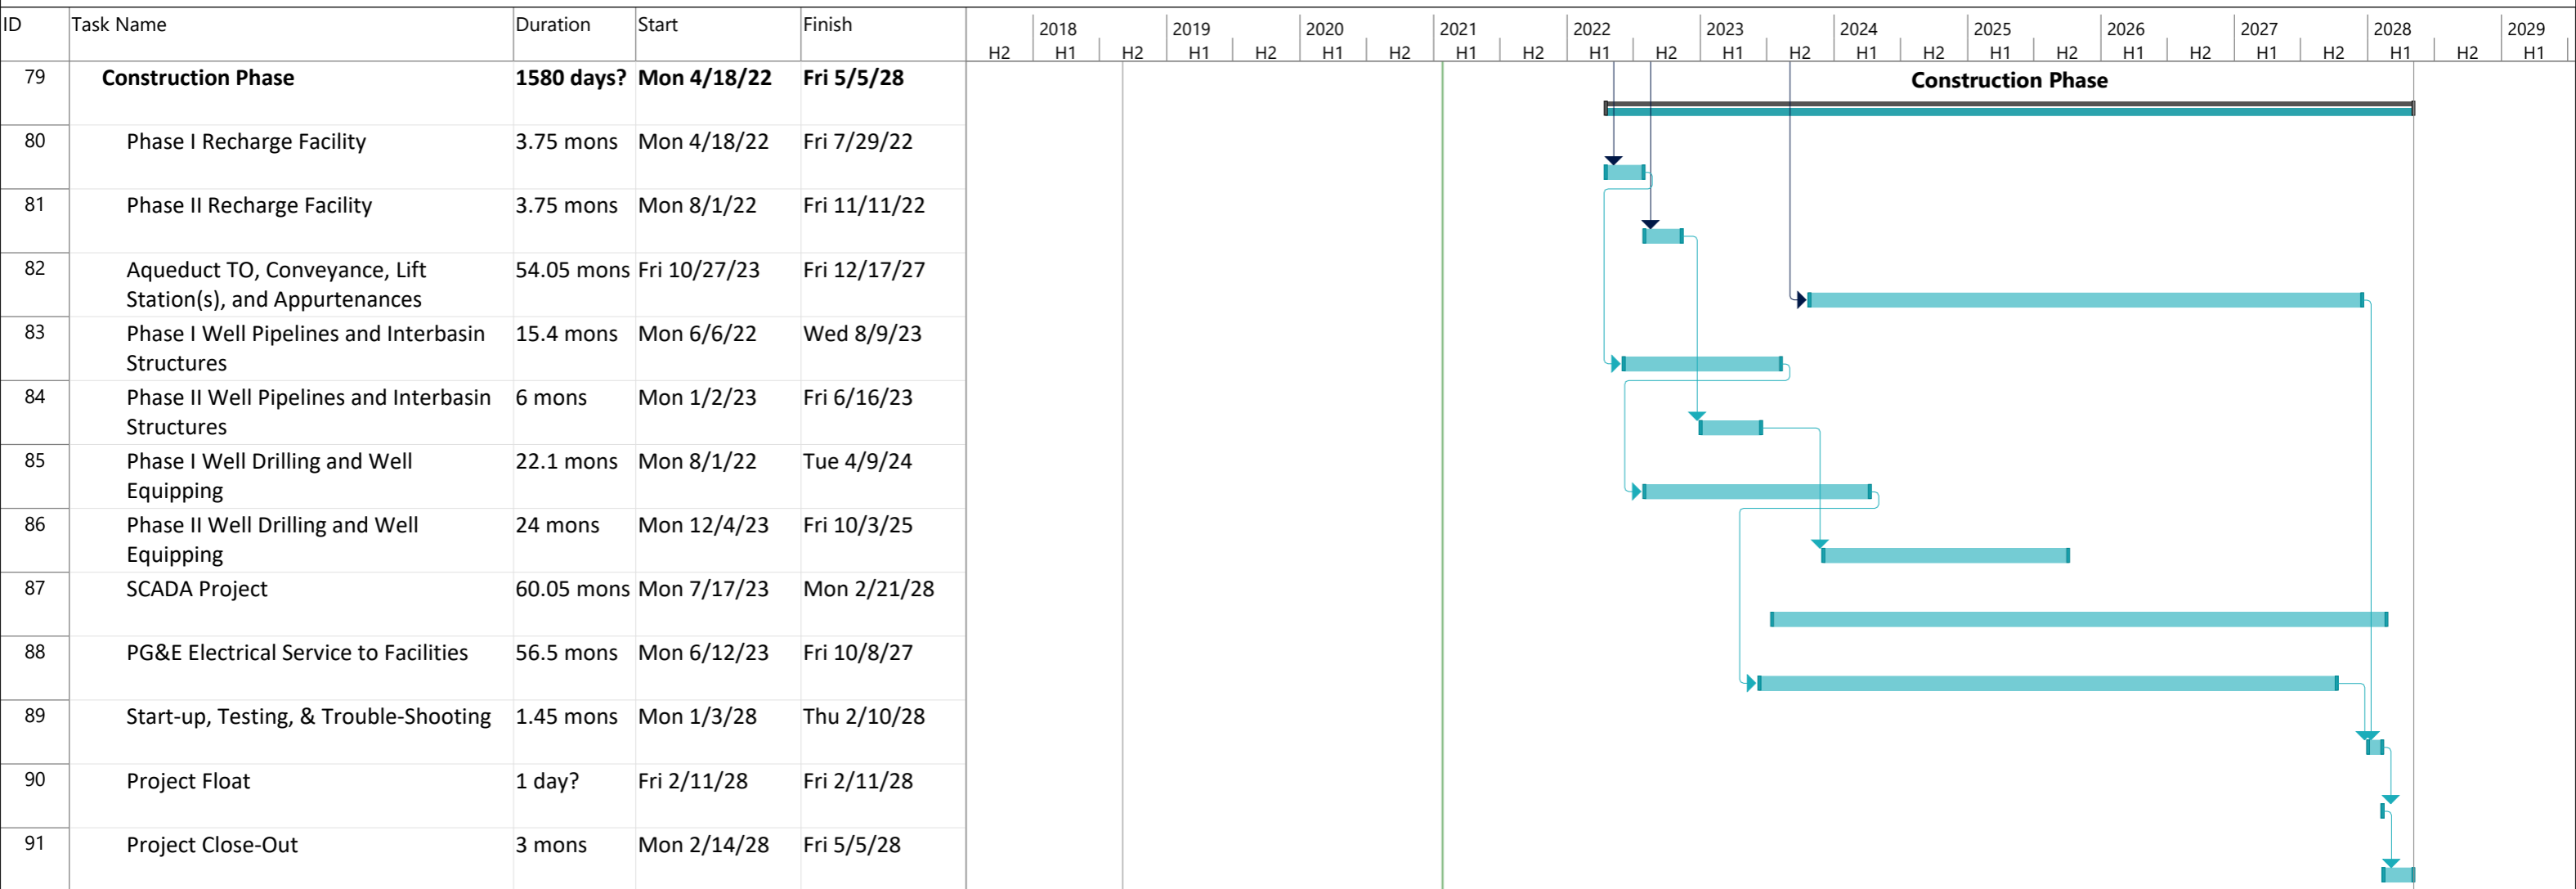 ID Task Name Duration Start Finish
2018 2019 2020 2021 2022 2023 2024 2025 2026 2027 2028 2029
H2 H1 H2 H1 H2 H1 H2 H1 H2 H1 H2 H1 H2 H1 H2 H1 H2 H1 H2 H1 H2 H1 H2 H1
79 Construction Phase 1580 days? Mon 4/18/22 Fri 5/5/28 Construction Phase
80 Phase I Recharge Facility 3.75 mons Mon 4/18/22 Fri 7/29/22
81 Phase II Recharge Facility 3.75 mons Mon 8/1/22 Fri 11/11/22
82 Aqueduct TO, Conveyance, Lift 54.05 mons Fri 10/27/23 Fri 12/17/27
Station(s), and Appurtenances
83 Phase I Well Pipelines and Interbasin 15.4 mons Mon 6/6/22 Wed 8/9/23
Structures
84 Phase II Well Pipelines and Interbasin 6 mons Mon 1/2/23 Fri 6/16/23
Structures
85 Phase I Well Drilling and Well 22.1 mons Mon 8/1/22 Tue 4/9/24
Equipping
86 Phase II Well Drilling and Well 24 mons Mon 12/4/23 Fri 10/3/25
Equipping
87 SCADA Project 60.05 mons Mon 7/17/23 Mon 2/21/28
88 PG&E Electrical Service to Facilities 56.5 mons Mon 6/12/23 Fri 10/8/27
89 Start-up, Testing, & Trouble-Shooting 1.45 mons Mon 1/3/28 Thu 2/10/28
90 Project Float 1 day? Fri 2/11/28 Fri 2/11/28
91 Project Close-Out 3 mons Mon 2/14/28 Fri 5/5/28